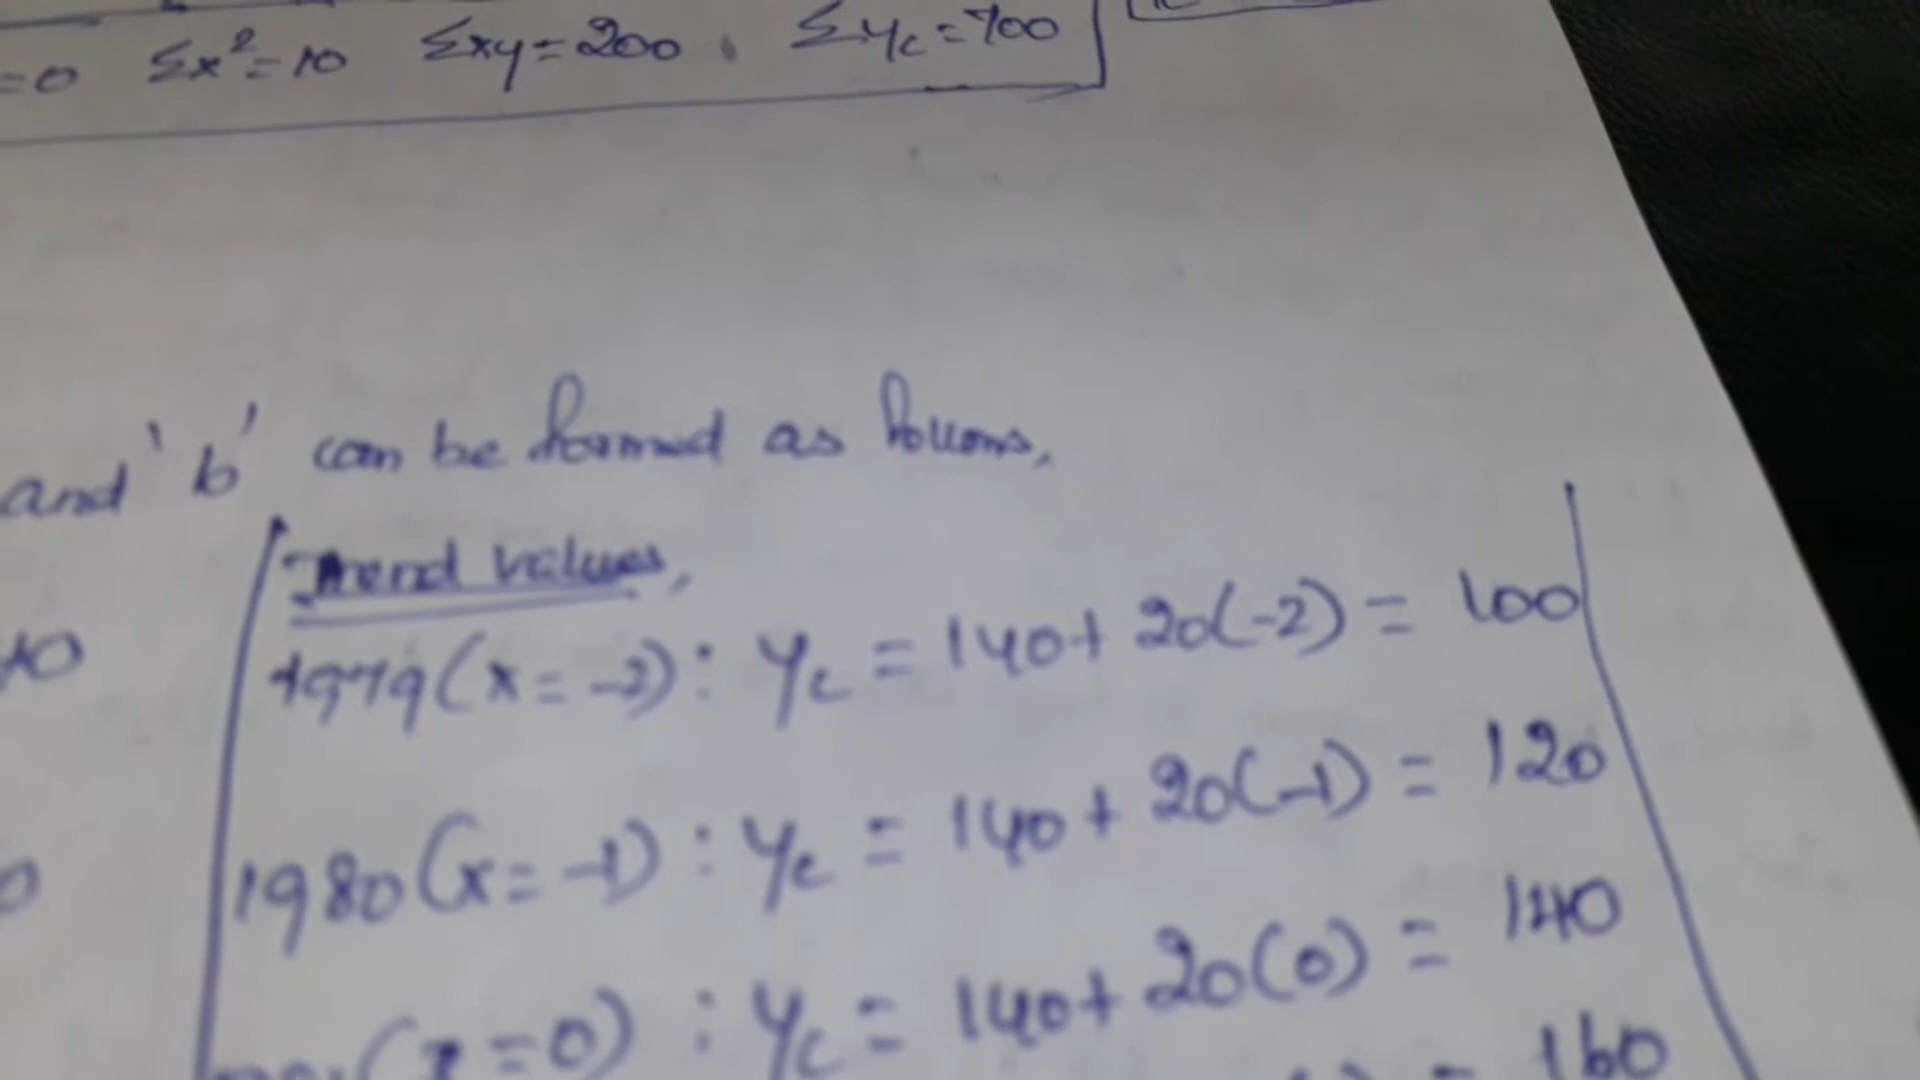 =0 Σx²=10 Σxy=200 Σyc=700
and 'b' can be formed as follows,
Trend values,
1979(x=-2): yc = 140+ 20(-2) = 100
1980(x=-1): yc = 140+ 20(-1) = 120
(x=0) : yc = 140+ 20(0) = 140
= 160